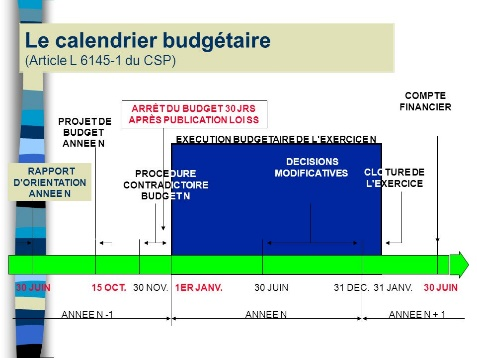 Le calendrier budgétaire
(Article L 6145-1 du CSP)
COMPTE
FINANCIER
ARRÊT DU BUDGET 30 JRS
APRÈS PUBLICATION LOI SS
PROJET DE
BUDGET
ANNEE N
EXECUTION BUDGETAIRE DE L'EXERCICE N
RAPPORT
D'ORIENTATION
ANNEE N
PROCEDURE
CONTRADICTOIRE
BUDGET N
DECISIONS
MODIFICATIVES
CLOTURE DE
L'EXERCICE
30 JUIN 15 OCT. 30 NOV. 1ER JANV. 30 JUIN 31 DEC. 31 JANV. 30 JUIN
ANNEE N -1 ANNEE N ANNEE N + 1